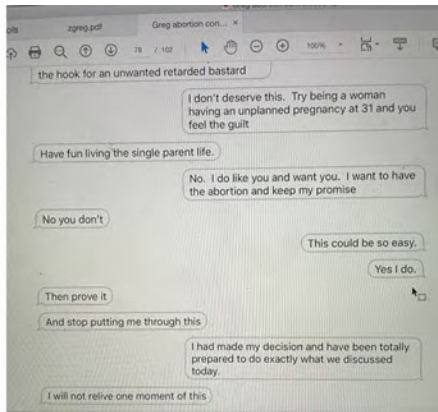 ols zgreg.pdf Greg abortion con... ×
78 / 102 100%
the hook for an unwanted retarded bastard
I don't deserve this. Try being a woman
having an unplanned pregnancy at 31 and you
feel the guilt
Have fun living the single parent life.
No. I do like you and want you. I want to have
the abortion and keep my promise
No you don't
This could be so easy.
Yes I do.
Then prove it
And stop putting me through this
I had made my decision and have been totally
prepared to do exactly what we discussed
today.
I will not relive one moment of this